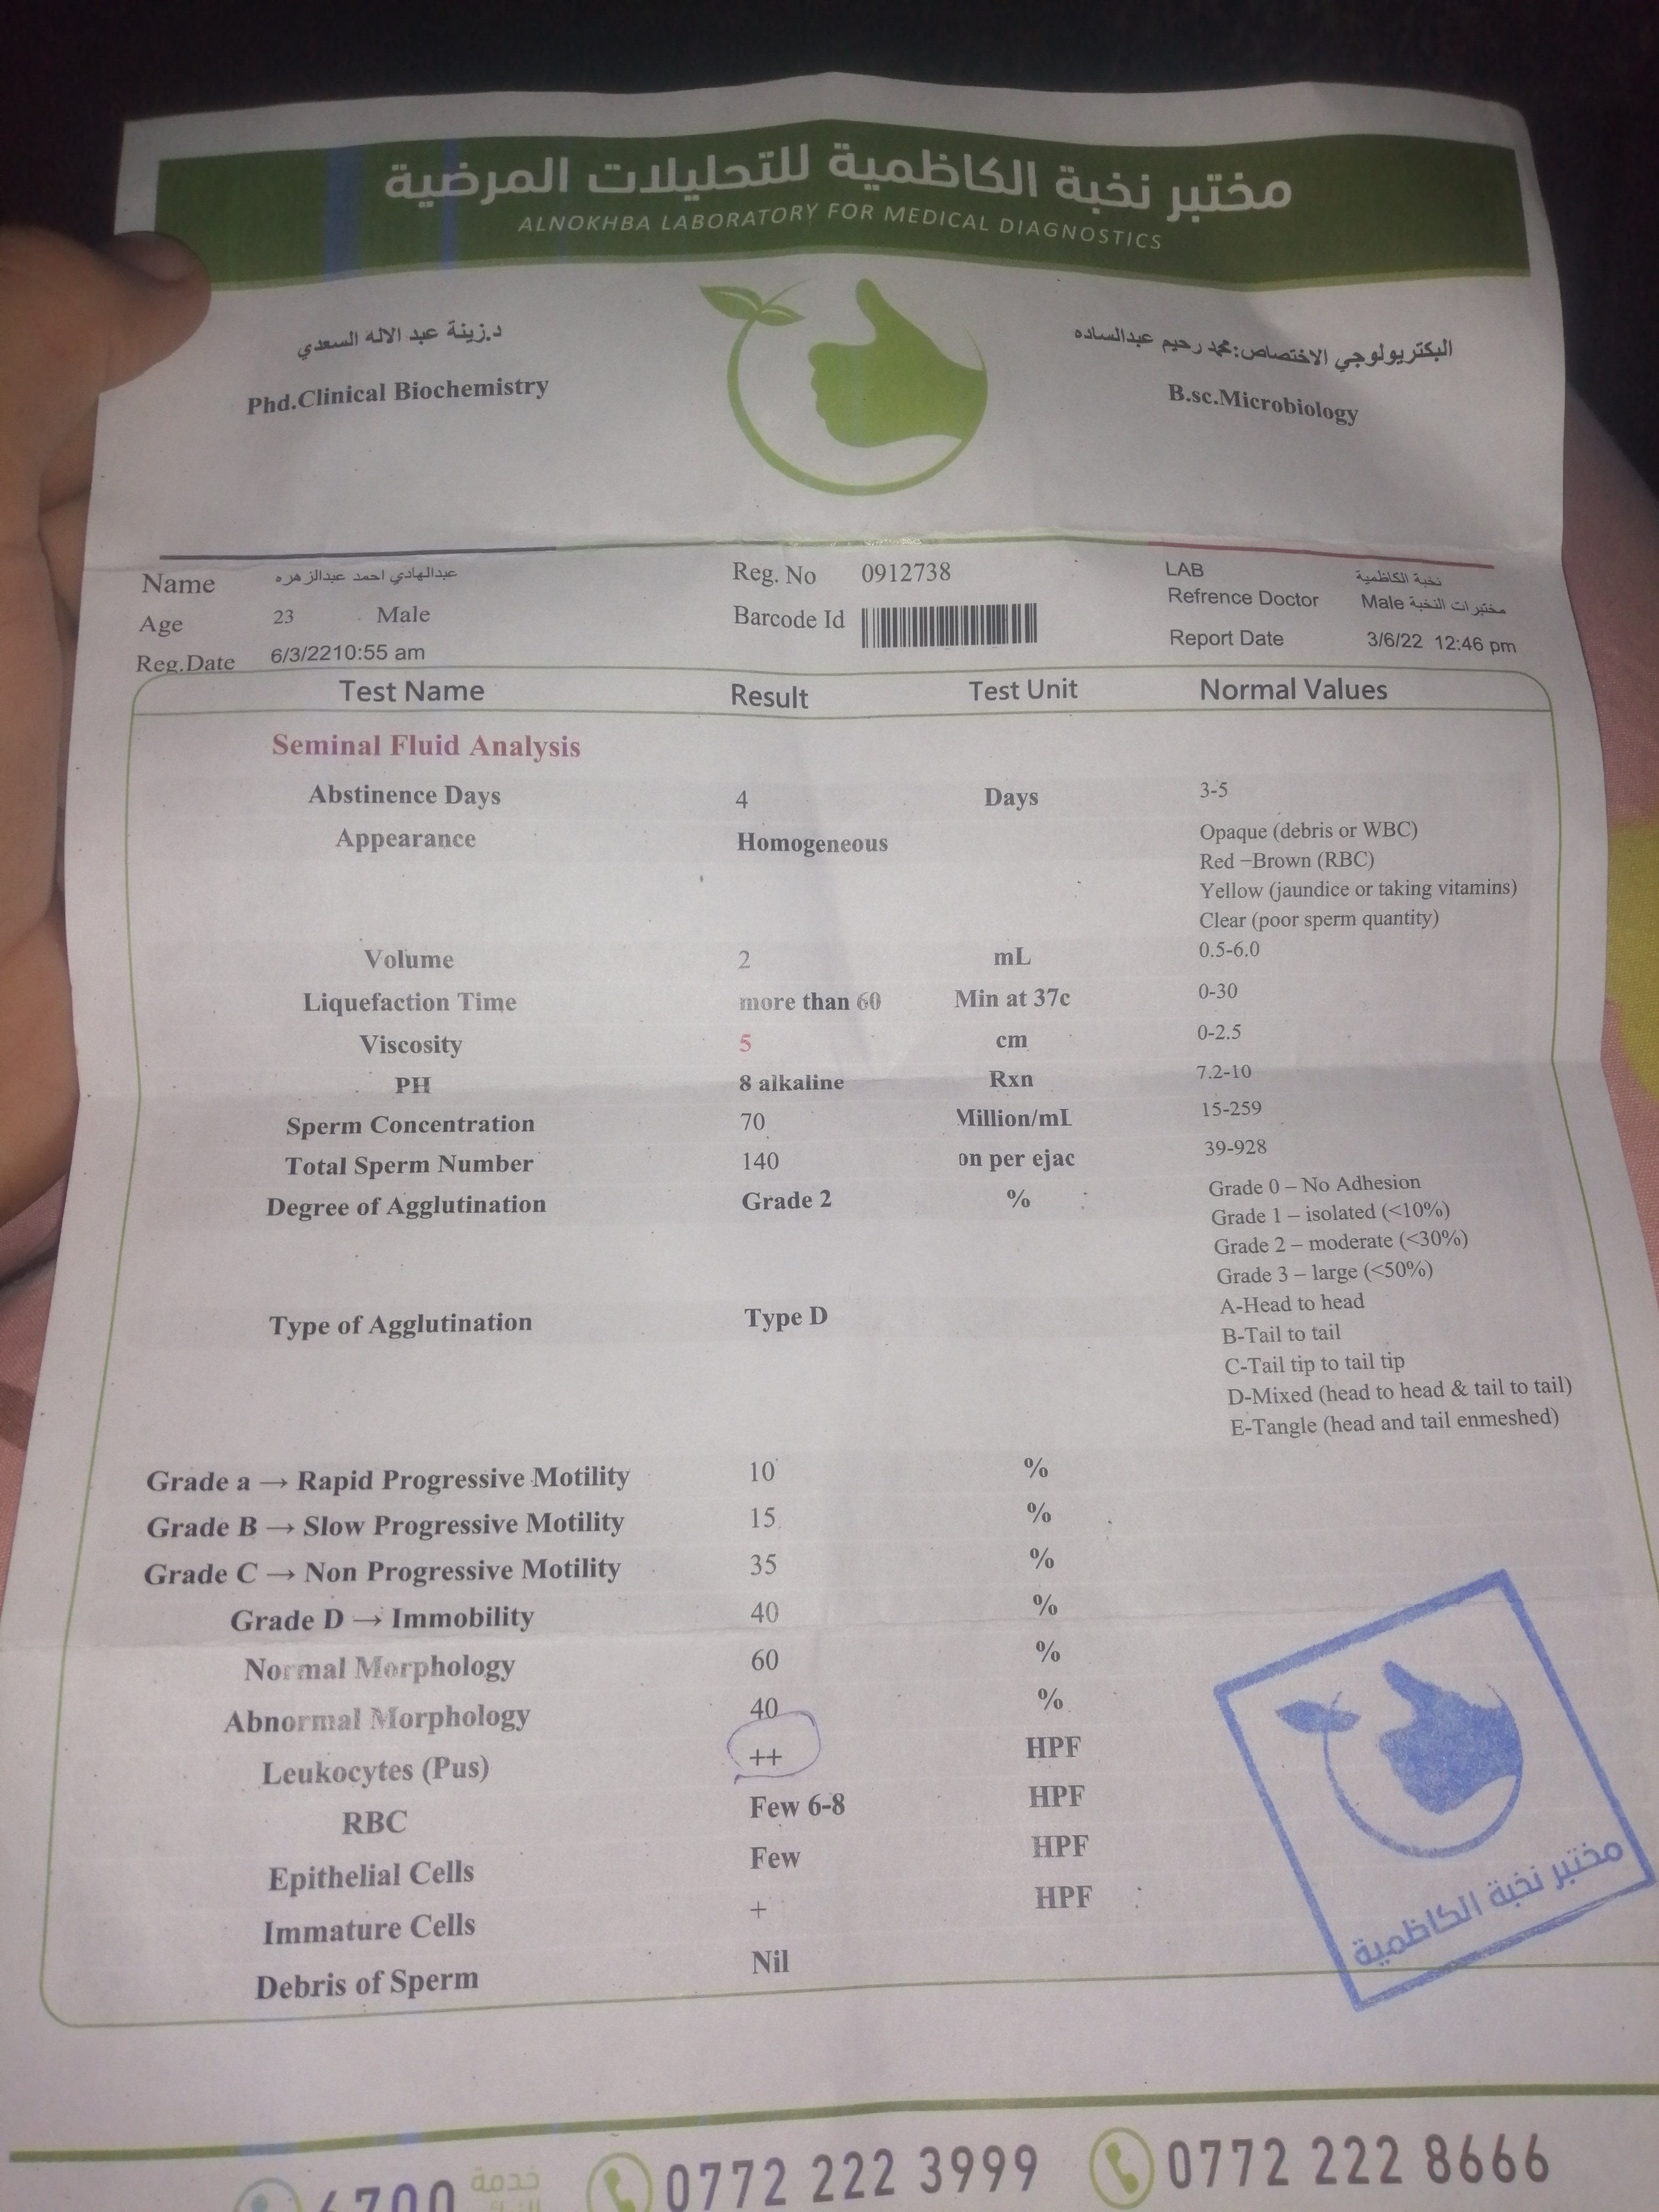 مختبر نخبة الكاظمية للتحليلات المرضية
ALNOKHBA LABORATORY FOR MEDICAL DIAGNOSTICS
د.زينة عبد الاله السعدي
Phd.Clinical Biochemistry
البكتريولوجي الاختصاص:محمد رحيم عبدالساده
B.sc.Microbiology
Name عبدالهادي احمد عبدالزهره Reg. No 0912738 LAB نخبة الكاظمية
Age 23 Male Barcode Id Refrence Doctor Male مختبرات النخبة
Reg.Date 6/3/2210:55 am Report Date 3/6/22 12:46 pm
Test Name Result Test Unit Normal Values
Seminal Fluid Analysis
Abstinence Days 4 Days 3-5
Appearance Homogeneous Opaque (debris or WBC)
Red –Brown (RBC)
Yellow (jaundice or taking vitamins)
Clear (poor sperm quantity)
Volume 2 mL 0.5-6.0
Liquefaction Time more than 60 Min at 37c 0-30
Viscosity 5 cm 0-2.5
PH 8 alkaline Rxn 7.2-10
Sperm Concentration 70 Million/mL 15-259
Total Sperm Number 140 on per ejac 39-928
Degree of Agglutination Grade 2 % Grade 0 – No Adhesion
Grade 1 – isolated (<10%)
Grade 2 – moderate (<30%)
Grade 3 – large (<50%)
Type of Agglutination Type D A-Head to head
B-Tail to tail
C-Tail tip to tail tip
D-Mixed (head to head & tail to tail)
E-Tangle (head and tail enmeshed)
Grade a → Rapid Progressive Motility 10 %
Grade B → Slow Progressive Motility 15 %
Grade C → Non Progressive Motility 35 %
Grade D → Immobility 40 %
Normal Morphology 60 %
Abnormal Morphology 40 %
Leukocytes (Pus) ++ HPF
RBC Few 6-8 HPF
Epithelial Cells Few HPF
Immature Cells + HPF
Debris of Sperm Nil
مختبر نخبة الكاظمية
6700 خدمة 0772 222 3999 0772 222 8666